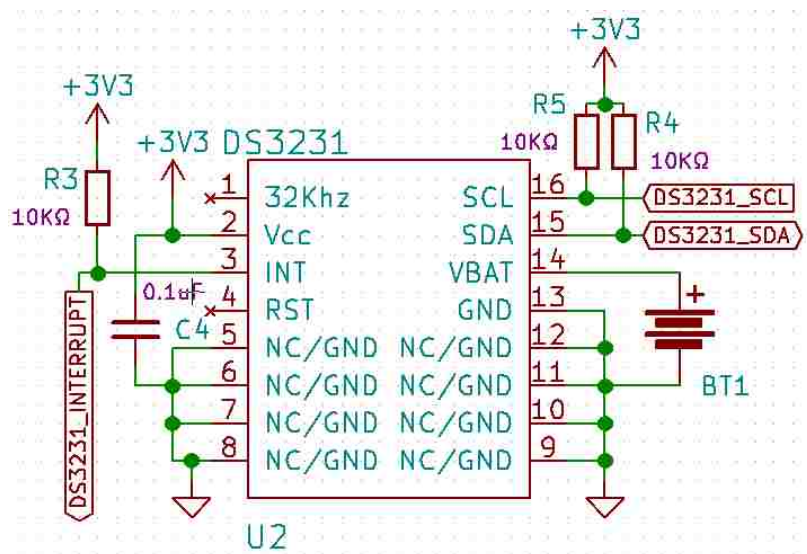 +3V3
+3V3
+3V3 DS3231
R5
R4
10KΩ
10KΩ
R3
10KΩ
1 32Khz SCL 16 DS3231_SCL
2 Vcc SDA 15 DS3231_SDA
3 INT VBAT 14
0.1uF
4 RST GND 13
C4
5 NC/GND NC/GND 12
6 NC/GND NC/GND 11
BT1
7 NC/GND NC/GND 10
8 NC/GND NC/GND 9
DS3231_INTERRUPT
U2